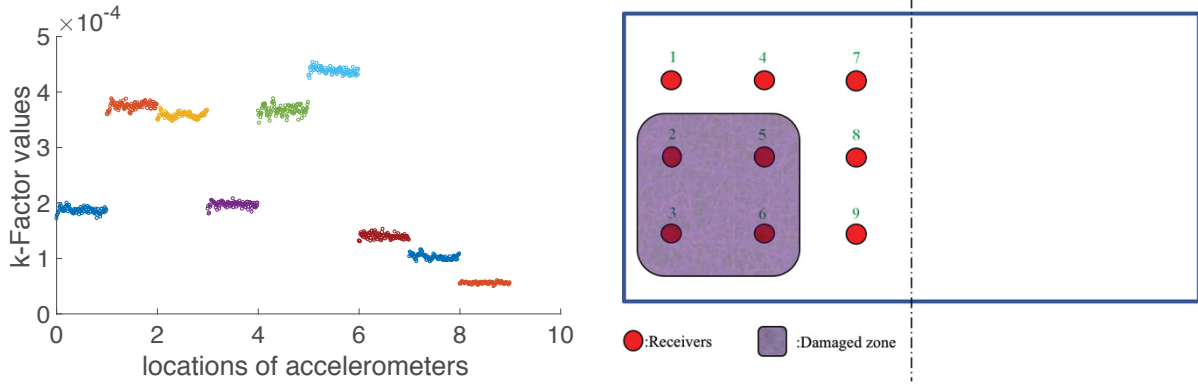 ×10⁻⁴
5
4
3
2
1
0
k-Factor values
0 2 4 6 8 10
locations of accelerometers
1 4 7
2 5 8
3 6 9
:Receivers :Damaged zone